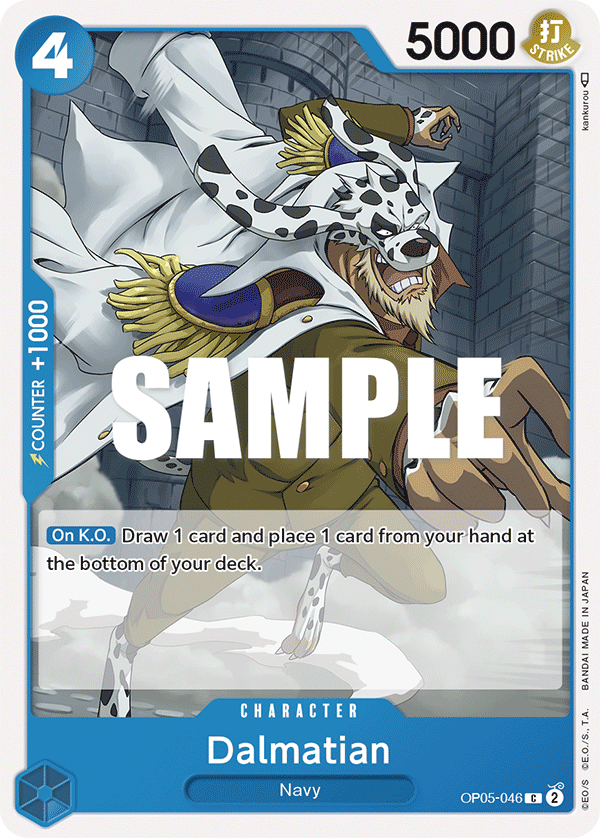 4
5000
打
STRIKE
kankurou
COUNTER +1000
SAMPLE
On K.O. Draw 1 card and place 1 card from your hand at
the bottom of your deck.
CHARACTER
Dalmatian
Navy
OP05-046 C 2
©EO/S ©E.O./S., T.A. BANDAI MADE IN JAPAN